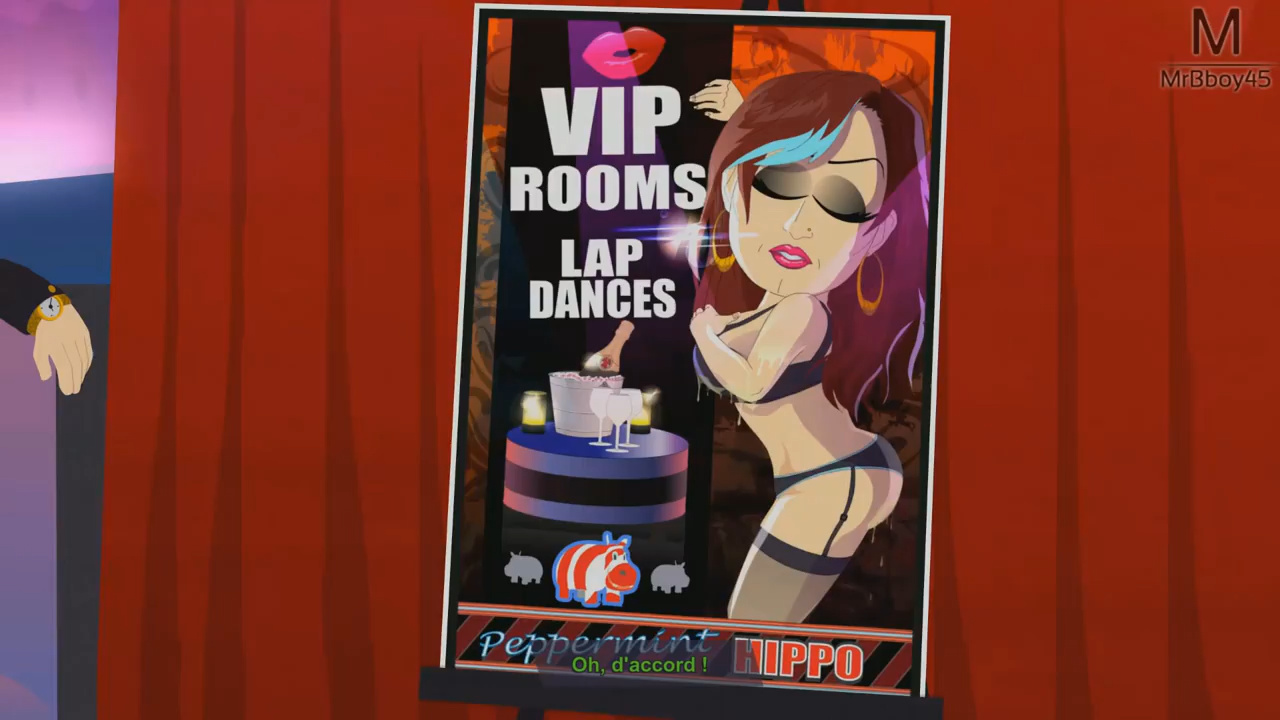 M
MrBboy45
VIP
ROOMS
LAP
DANCES
Peppermint HIPPO
Oh, d'accord !